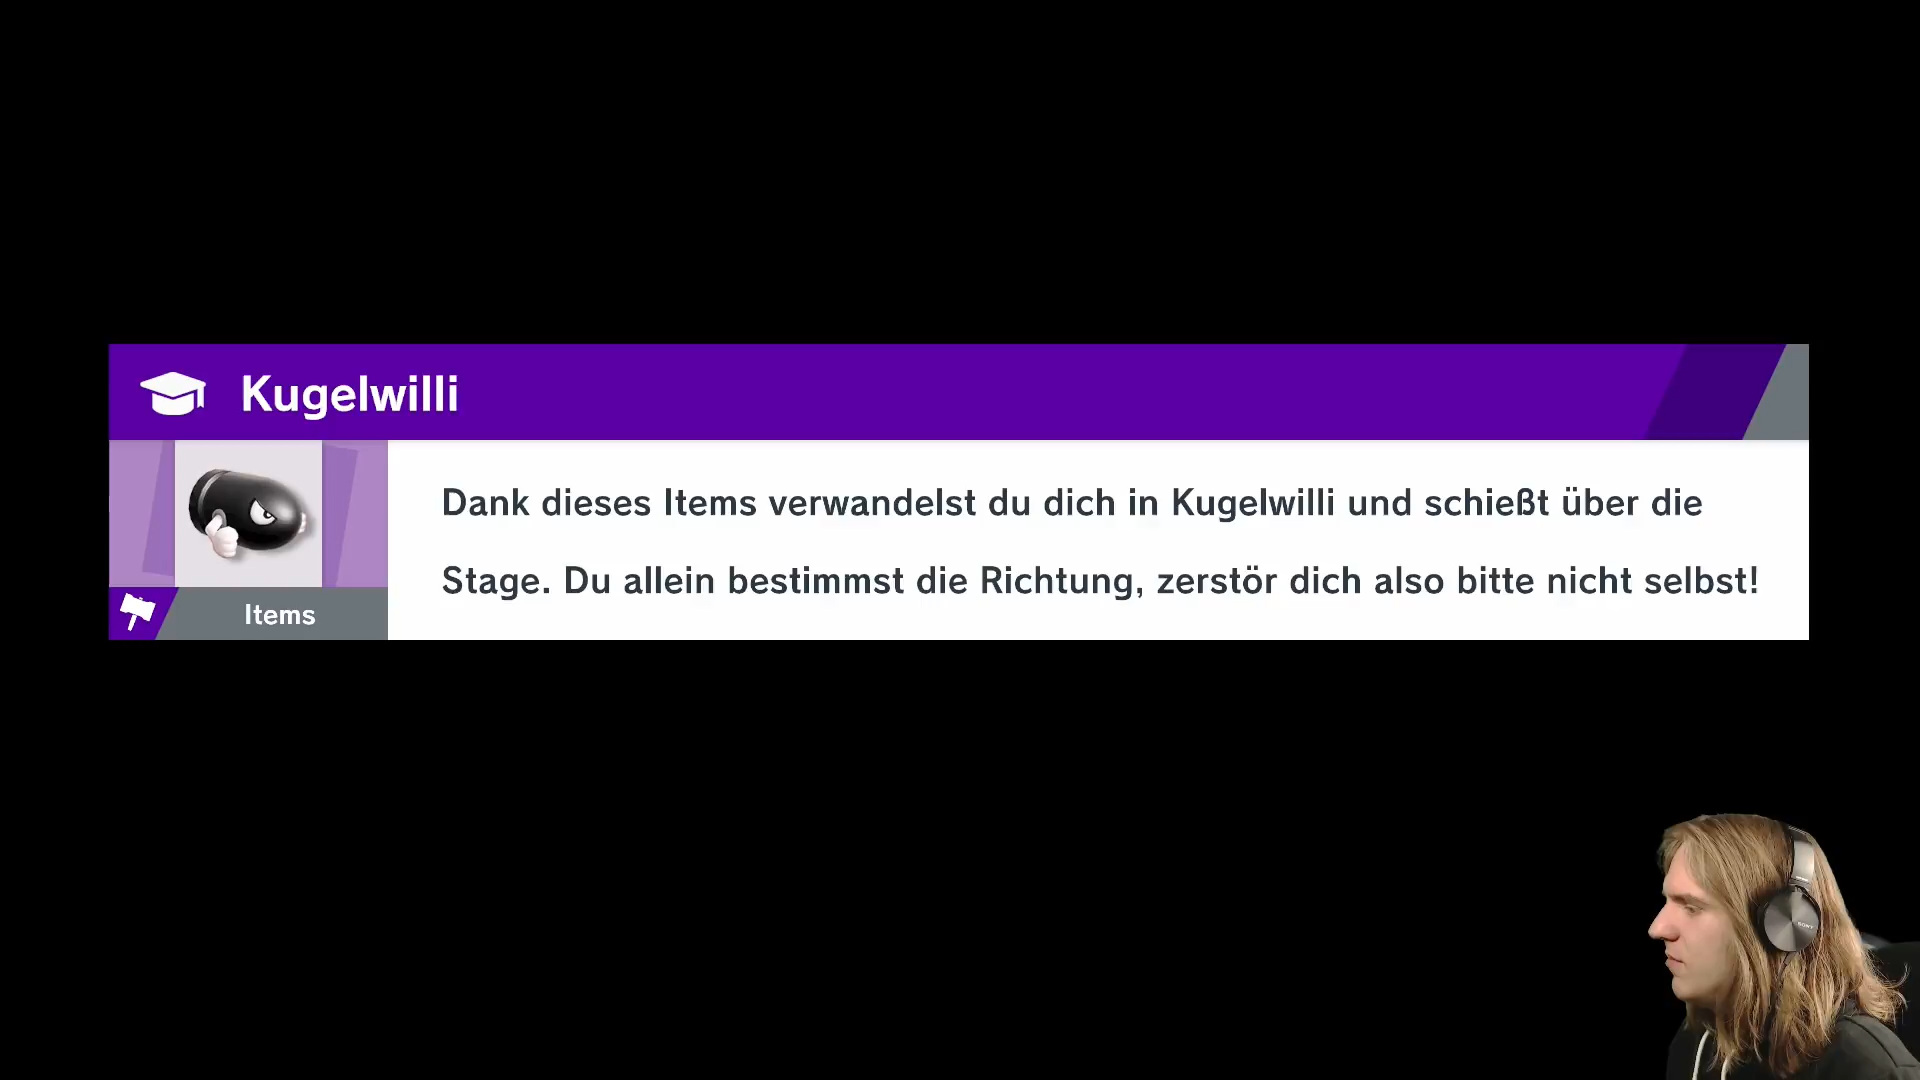 Kugelwilli
Dank dieses Items verwandelst du dich in Kugelwilli und schießt über die
Stage. Du allein bestimmst die Richtung, zerstör dich also bitte nicht selbst!
Items
SONY